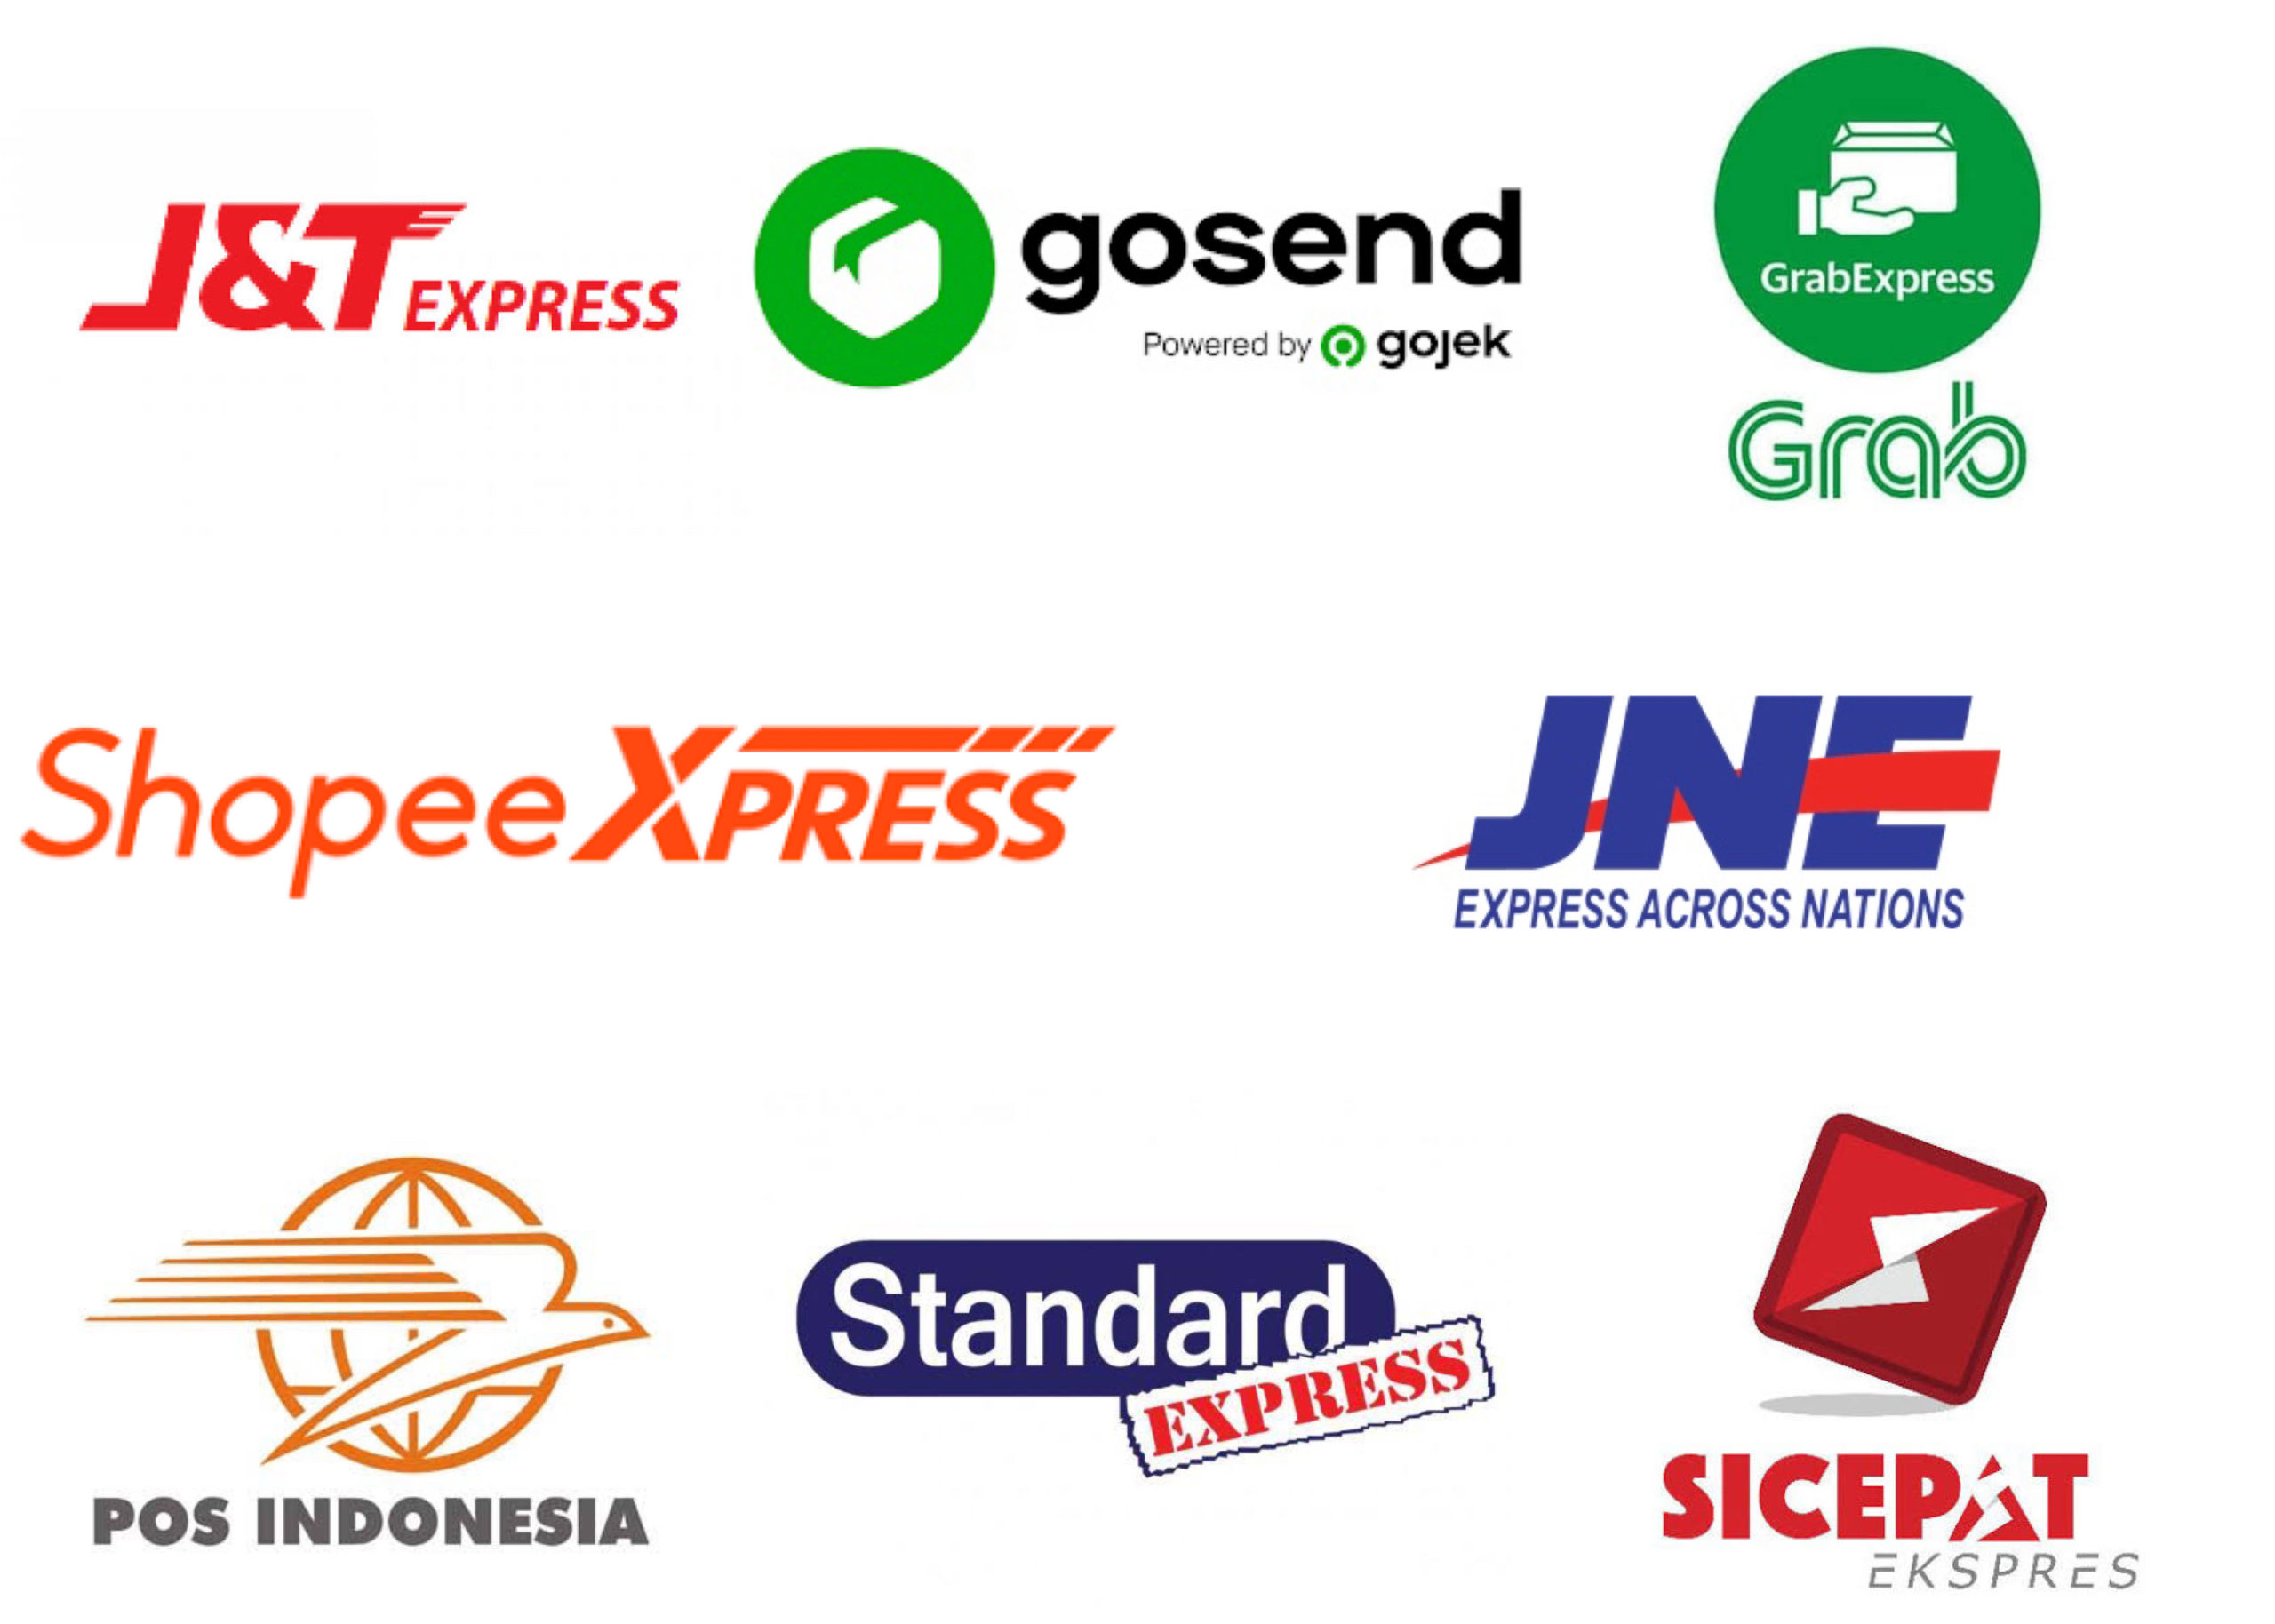 J&T EXPRESS
gosend
Powered by gojek
GrabExpress
Grab
ShopeeXPRESS
JNE
EXPRESS ACROSS NATIONS
POS INDONESIA
Standard
EXPRESS
SICEPAT
EKSPRES